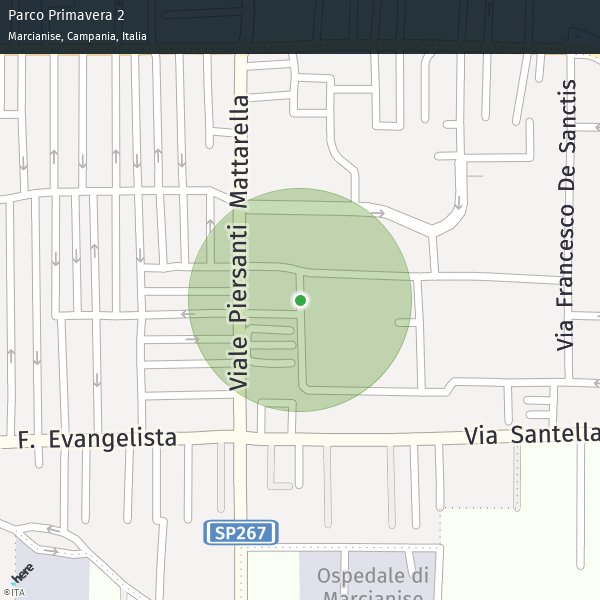 Parco Primavera 2
Marcianise, Campania, Italia
Viale Piersanti Mattarella
Via Francesco De Sanctis
F. Evangelista
Via Santella
SP267
Ospedale di
Marcianise
here
©ITA